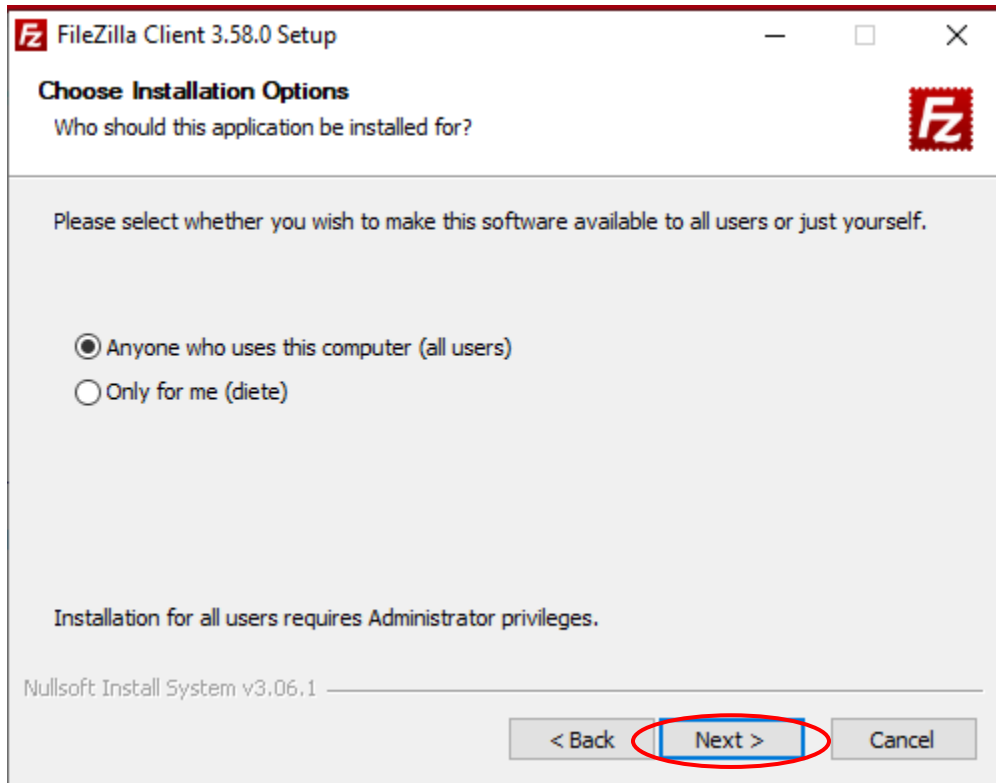 FileZilla Client 3.58.0 Setup
Choose Installation Options
Who should this application be installed for?
Fz
Please select whether you wish to make this software available to all users or just yourself.
Anyone who uses this computer (all users)
Only for me (diete)
Installation for all users requires Administrator privileges.
Nullsoft Install System v3.06.1
< Back Next > Cancel